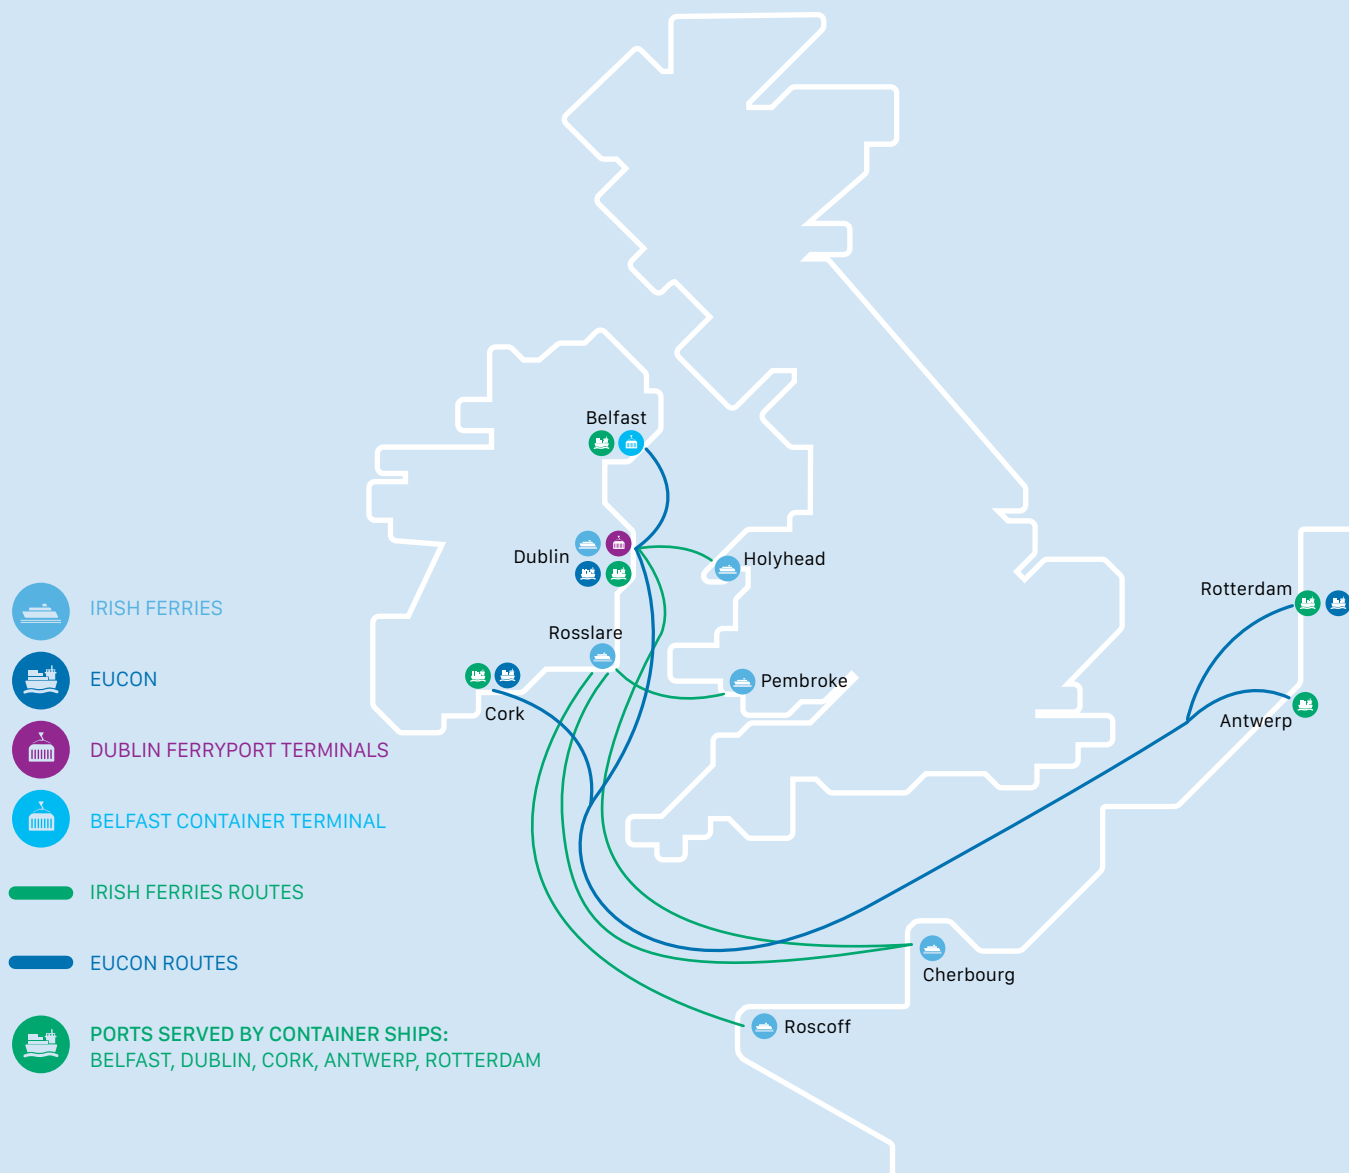 Belfast
Dublin
Holyhead
Rotterdam
IRISH FERRIES
Rosslare
EUCON
Pembroke
Cork
Antwerp
DUBLIN FERRYPORT TERMINALS
BELFAST CONTAINER TERMINAL
IRISH FERRIES ROUTES
EUCON ROUTES
Cherbourg
Roscoff
PORTS SERVED BY CONTAINER SHIPS:
BELFAST, DUBLIN, CORK, ANTWERP, ROTTERDAM